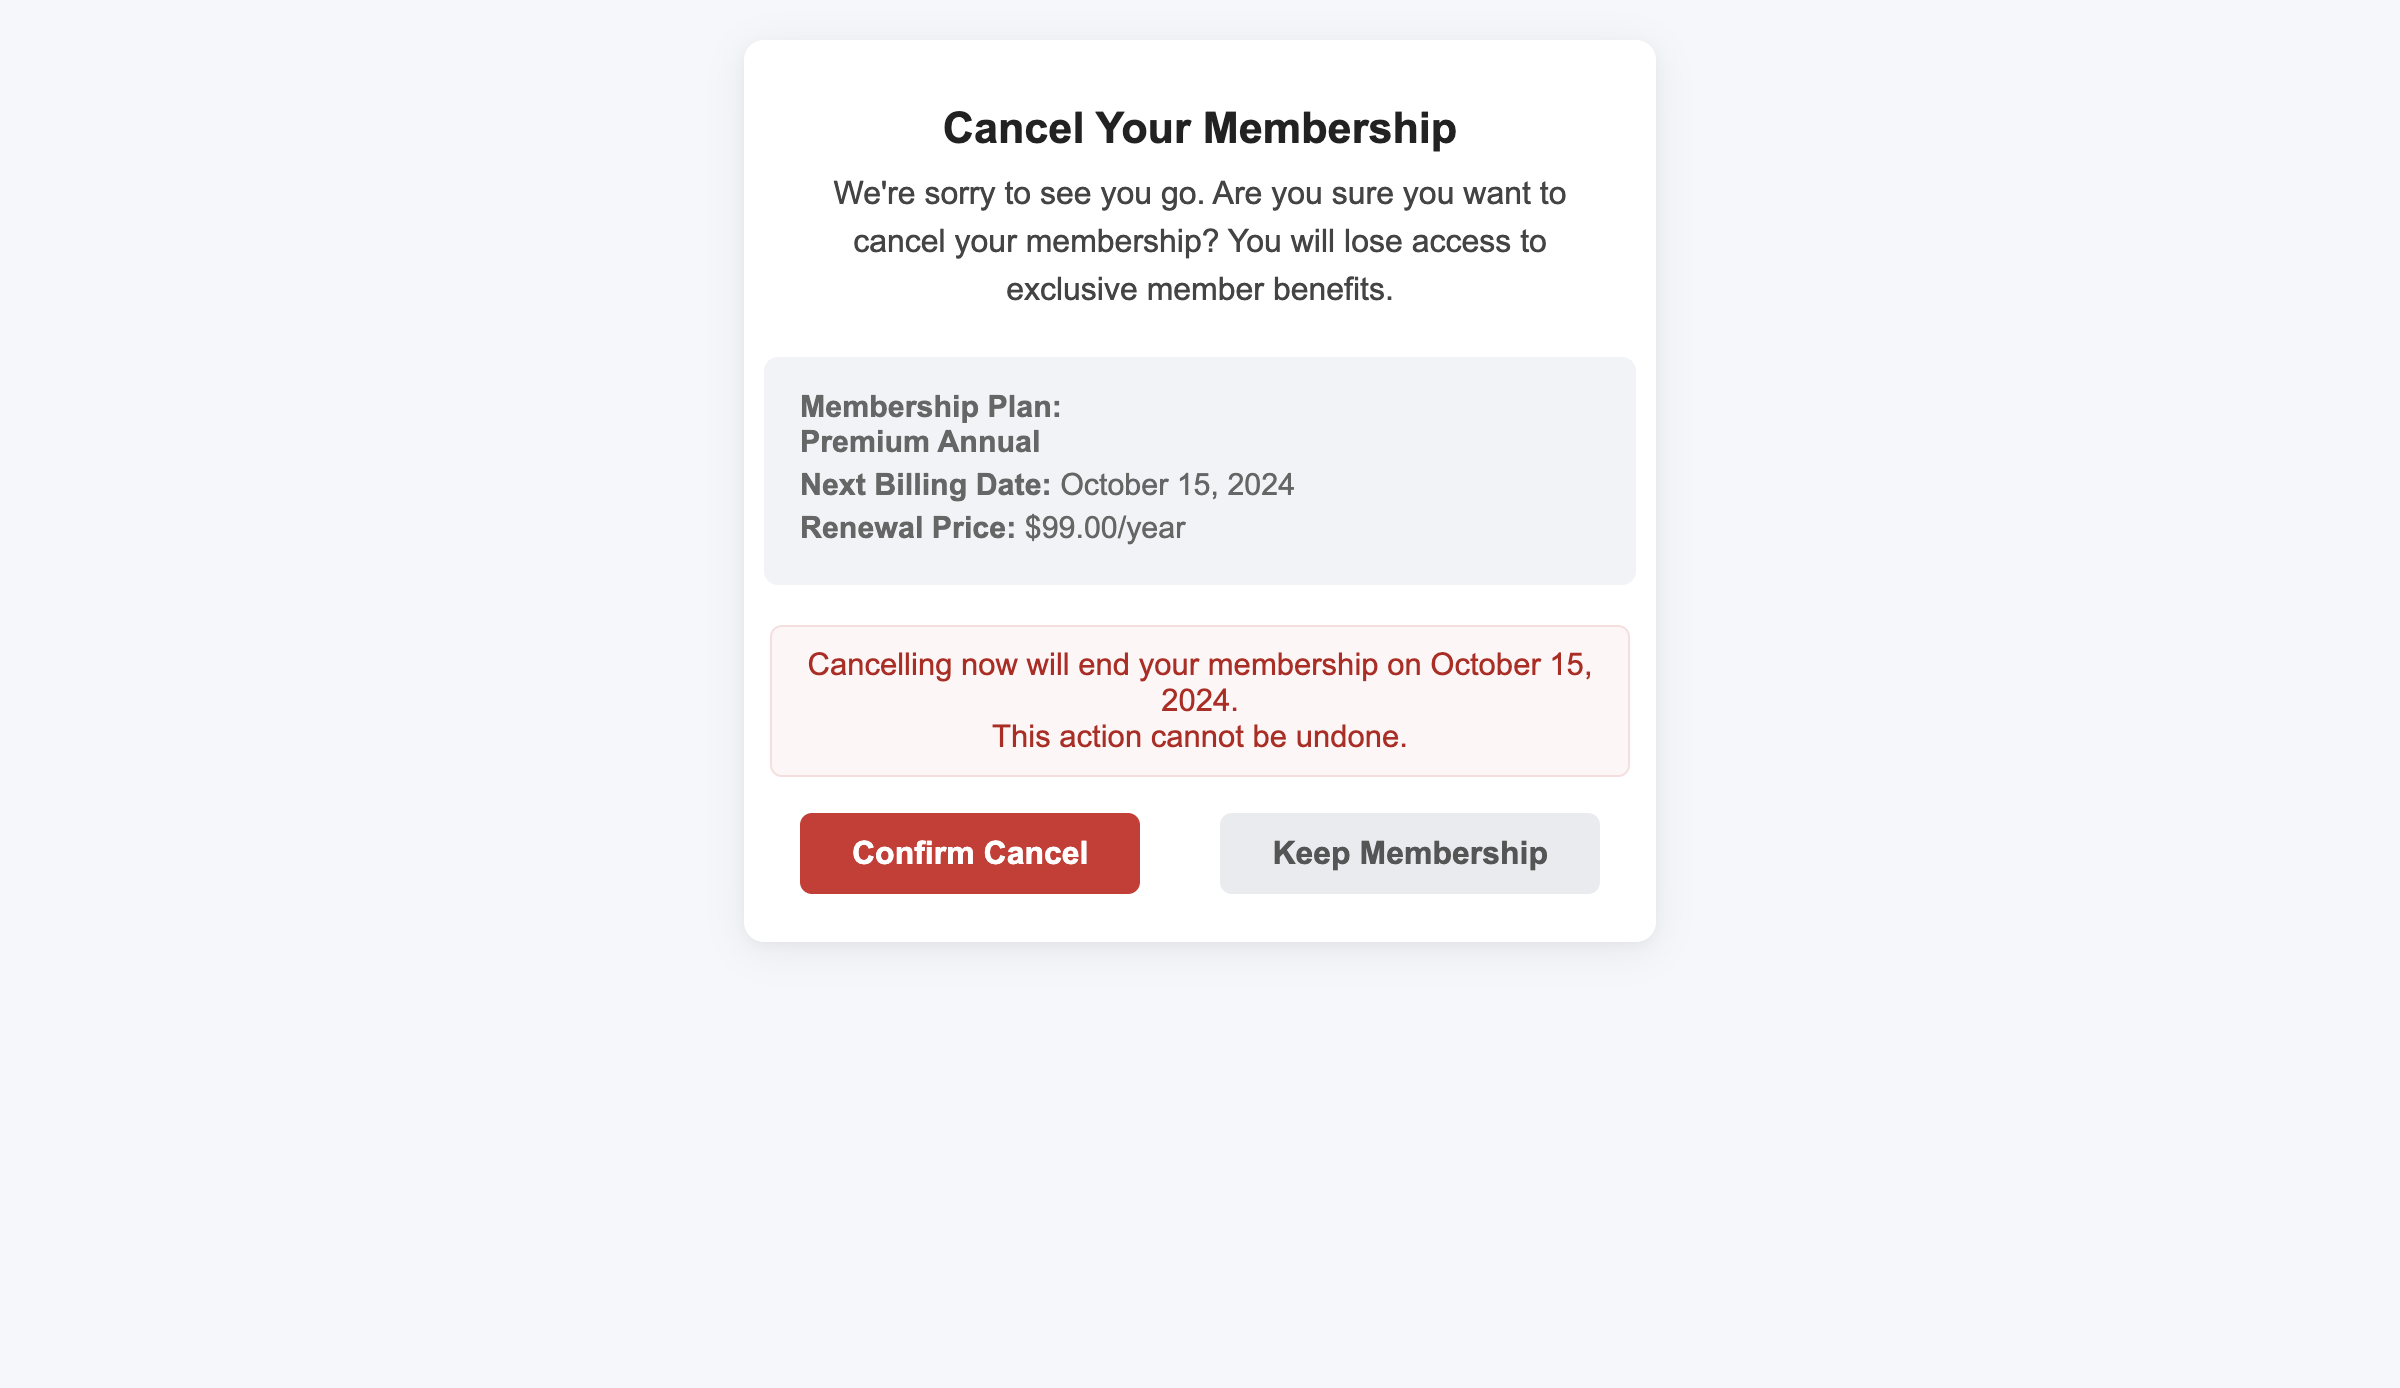 Cancel Your Membership
We're sorry to see you go. Are you sure you want to
cancel your membership? You will lose access to
exclusive member benefits.
Membership Plan:
Premium Annual
Next Billing Date: October 15, 2024
Renewal Price: $99.00/year
Cancelling now will end your membership on October 15,
2024.
This action cannot be undone.
Confirm Cancel
Keep Membership